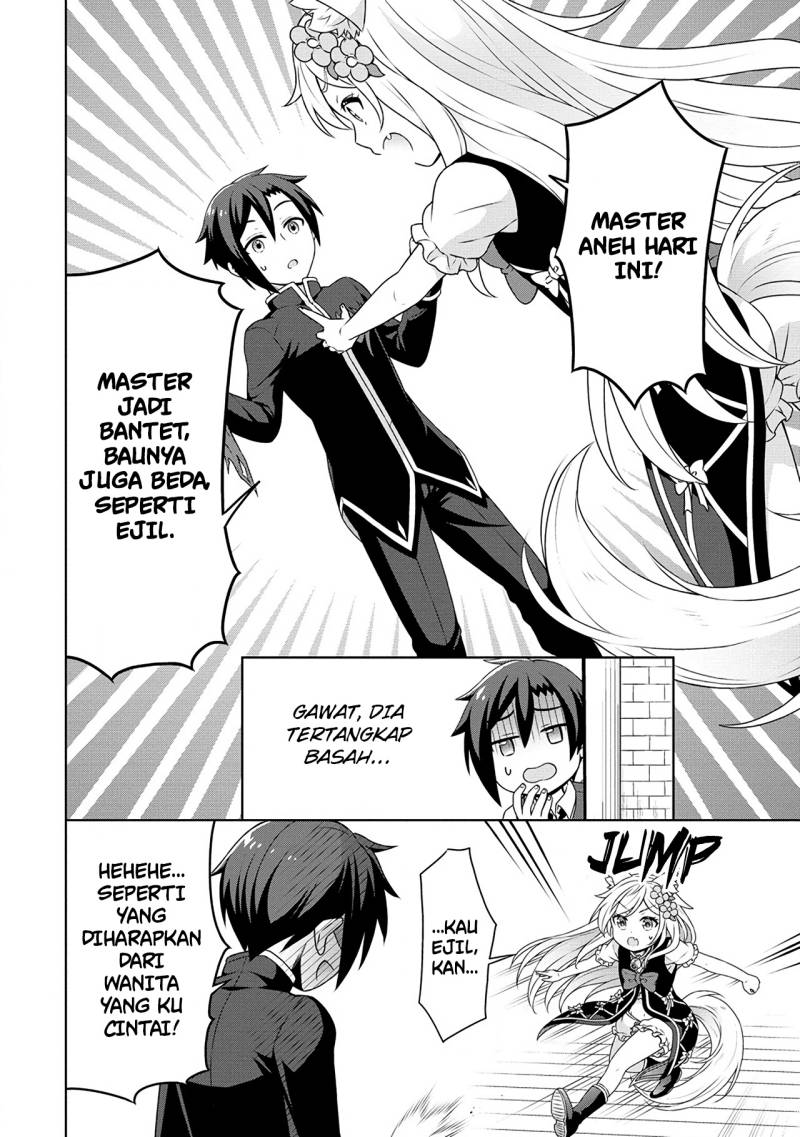 MASTER
ANEH HARI
INI!
MASTER
JADI
BANTET,
BAUNYA
JUGA BEDA,
SEPERTI
EJIL.
GAWAT, DIA
TERTANGKAP
BASAH...
JUMP
...KAU
EJIL,
KAN...
HEHEHE...
SEPERTI
YANG
DIHARAPKAN
DARI
WANITA
YANG KU
CINTAI!